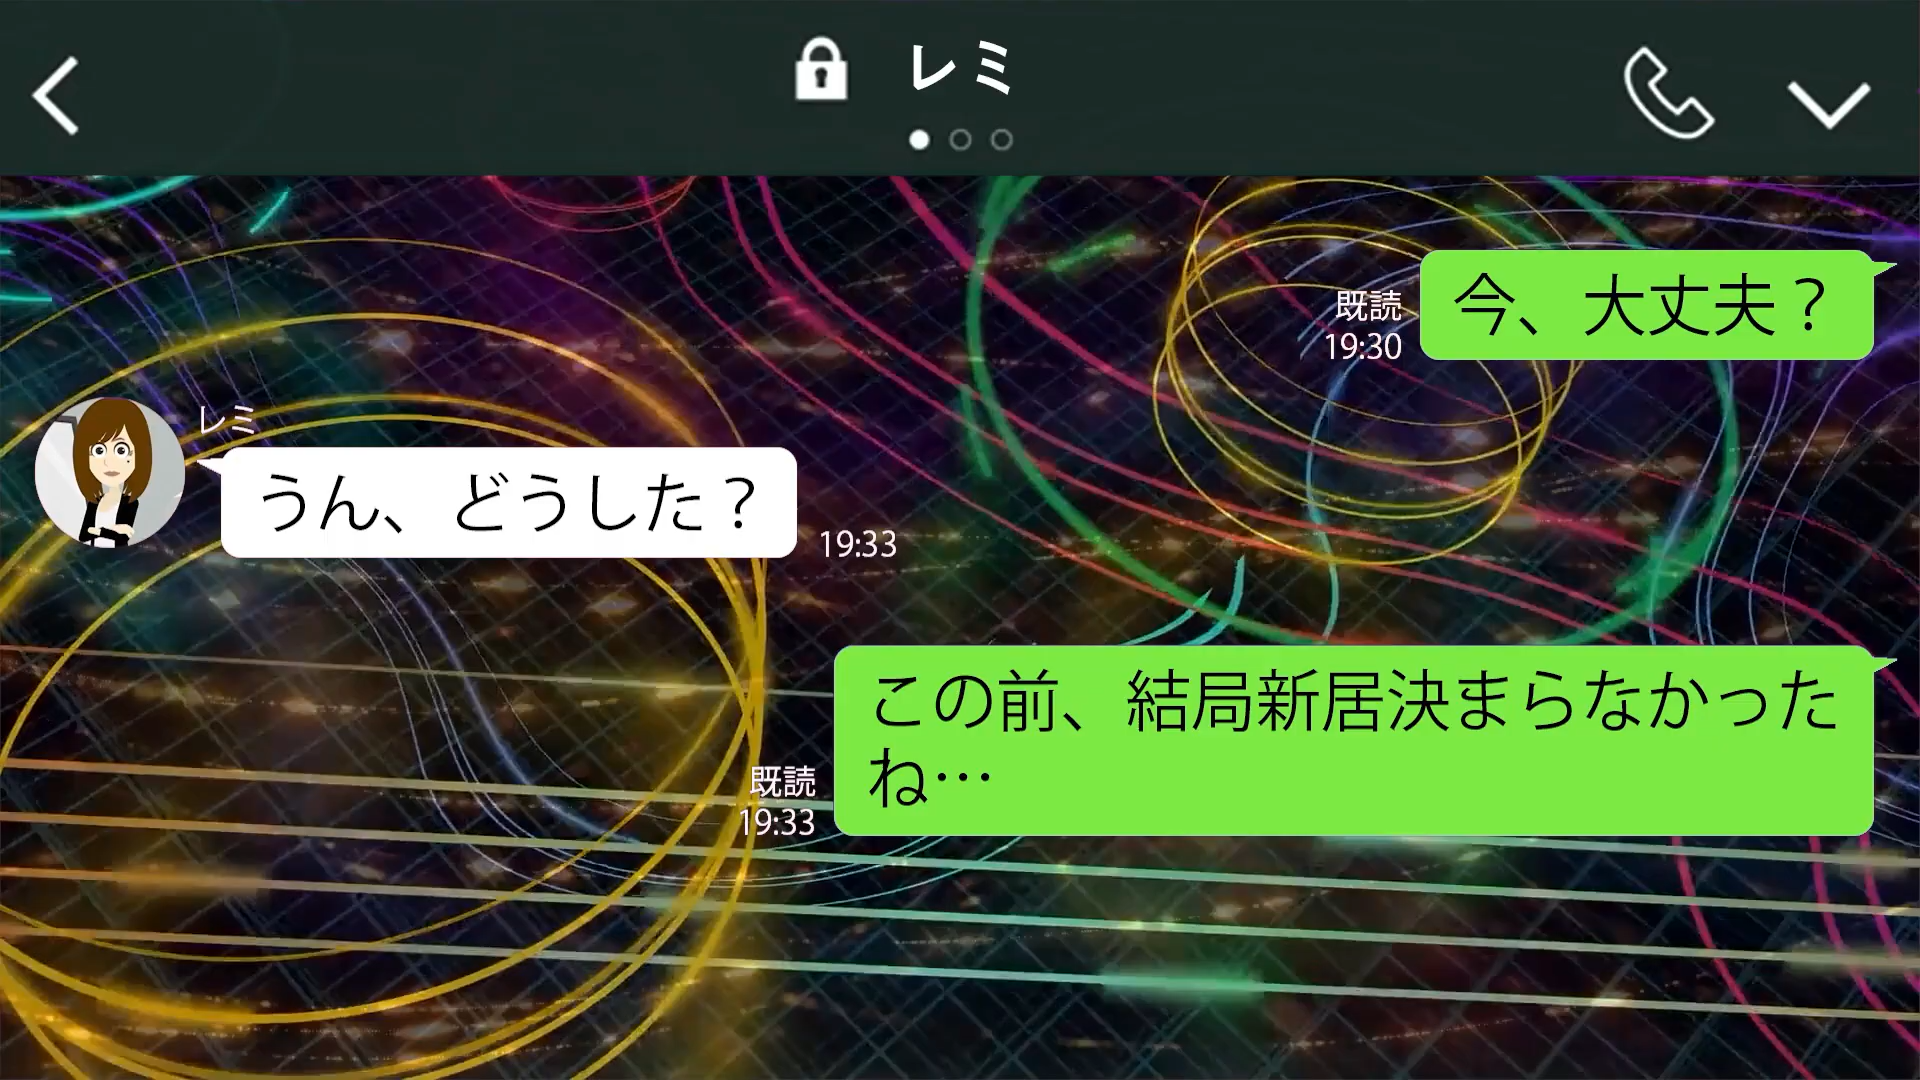 レミ
今、大丈夫？
既読
19:30
レミ
うん、どうした？
19:33
この前、結局新居決まらなかった
ね…
既読
19:33